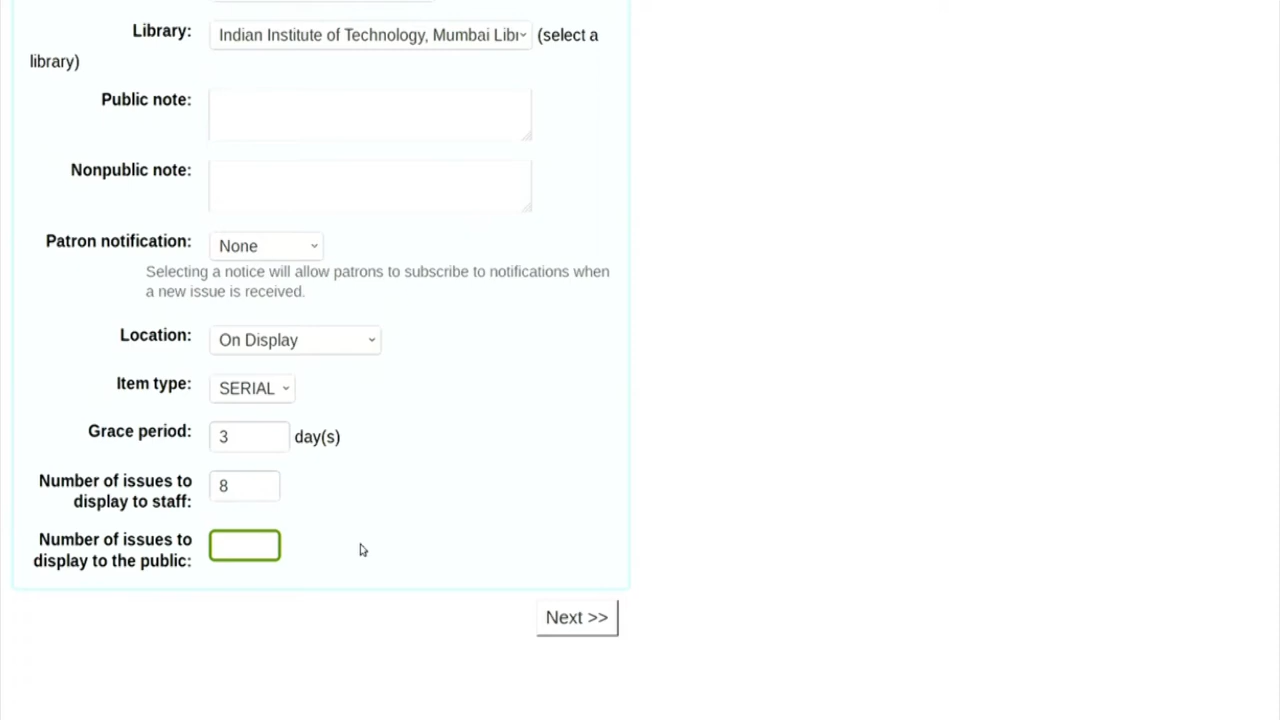 Library: Indian Institute of Technology, Mumbai Libr (select a
library)
Public note:
Nonpublic note:
Patron notification: None
Selecting a notice will allow patrons to subscribe to notifications when
a new issue is received.
Location: On Display
Item type: SERIAL
Grace period: 3 day(s)
Number of issues to
display to staff: 8
Number of issues to
display to the public:
Next >>